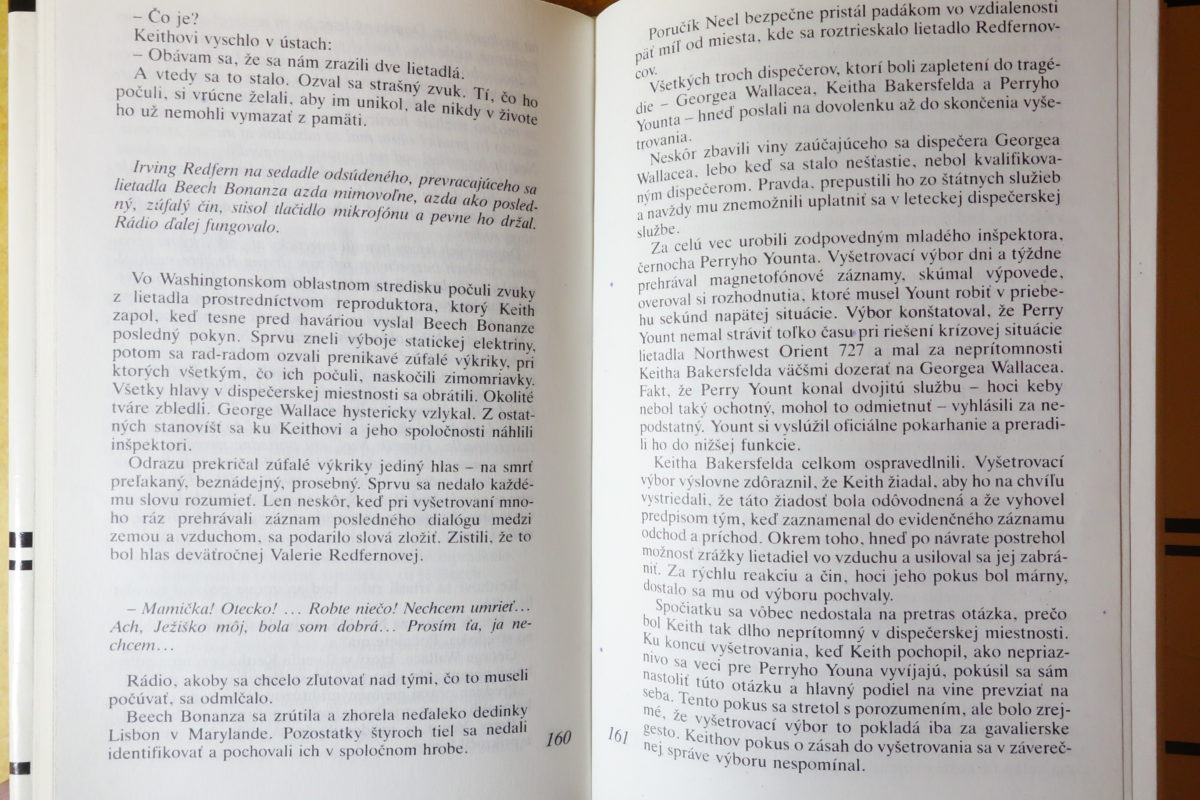 – Čo je?
Keithovi vyschlo v ústach:
– Obávam sa, že sa nám zrazili dve lietadlá.
A vtedy sa to stalo. Ozval sa strašný zvuk. Tí, čo ho
počuli, si vrúcne želali, aby im unikol, ale nikdy v živote
ho už nemohli vymazať z pamäti.
Irving Redfern na sedadle odsúdeného, prevracajúceho sa
lietadla Beech Bonanza azda mimovoľne, azda ako posled-
ný, zúfalý čin, stisol tlačidlo mikrofónu a pevne ho držal.
Rádio ďalej fungovalo.
Vo Washingtonskom oblastnom stredisku počuli zvuky
z lietadla prostredníctvom reproduktora, ktorý Keith
zapol, keď tesne pred haváriou vyslal Beech Bonanze
posledný pokyn. Sprvu zneli výboje statickej elektriny,
potom sa rad-radom ozvali prenikavé zúfalé výkriky, pri
ktorých všetkým, čo ich počuli, naskočili zimomriavky.
Všetky hlavy v dispečerskej miestnosti sa obrátili. Okolité
tváre zbledli. George Wallace hystericky vzlykal. Z ostat-
ných stanovíšť sa ku Keithovi a jeho spoločnosti náhlili
inšpektori.
Odrazu prekričal zúfalé výkriky jediný hlas – na smrť
preľakaný, beznádejný, prosebný. Sprvu sa nedalo každé-
mu slovu rozumieť. Len neskôr, keď pri vyšetrovaní mno-
ho ráz prehrávali záznam posledného dialógu medzi
zemou a vzduchom, sa podarilo slová zložiť. Zistili, že to
bol hlas deväťročnej Valerie Redfernovej.
– Mamička! Otecko! … Robte niečo! Nechcem umrieť…
Ach, Ježiško môj, bola som dobrá… Prosím ťa, ja ne-
chcem…
Rádio, akoby sa chcelo zľutovať nad tými, čo to museli
počúvať, sa odmlčalo.
Beech Bonanza sa zrútila a zhorela neďaleko dedinky
Lisbon v Marylande. Pozostatky štyroch tiel sa nedali
identifikovať a pochovali ich v spoločnom hrobe.
160
Poručík Neel bezpečne pristál padákom vo vzdialenosti
päť míľ od miesta, kde sa roztrieskalo lietadlo Redfernov-
cov.
Všetkých troch dispečerov, ktorí boli zapletení do tragé-
die – Georgea Wallacea, Keitha Bakersfelda a Perryho
Younta – hneď poslali na dovolenku až do skončenia vyše-
trovania.
Neskôr zbavili viny zaúčajúceho sa dispečera Georgea
Wallacea, lebo keď sa stalo nešťastie, nebol kvalifikova-
ným dispečerom. Pravda, prepustili ho zo štátnych služieb
a navždy mu znemožnili uplatniť sa v leteckej dispečerskej
službe.
Za celú vec urobili zodpovedným mladého inšpektora,
černocha Perryho Younta. Vyšetrovací výbor dni a týždne
prehrával magnetofónové záznamy, skúmal výpovede,
overoval si rozhodnutia, ktoré musel Yount robiť v priebe-
hu sekúnd napätej situácie. Výbor konštatoval, že Perry
Yount nemal stráviť toľko času pri riešení krízovej situácie
lietadla Northwest Orient 727 a mal za neprítomnosti
Keitha Bakersfelda väčšmi dozerať na Georgea Wallacea.
Fakt, že Perry Yount konal dvojitú službu – hoci keby
nebol taký ochotný, mohol to odmietnuť – vyhlásili za ne-
podstatný. Yount si vyslúžil oficiálne pokarhanie a preradi-
li ho do nižšej funkcie.
Keitha Bakersfelda celkom ospravedlnili. Vyšetrovací
výbor výslovne zdôraznil, že Keith žiadal, aby ho na chvíľu
vystriedali, že táto žiadosť bola odôvodnená a že vyhovel
predpisom tým, keď zaznamenal do evidenčného záznamu
odchod a príchod. Okrem toho, hneď po návrate postrehol
možnosť zrážky lietadiel vo vzduchu a usiloval sa jej zabrá-
niť. Za rýchlu reakciu a čin, hoci jeho pokus bol márny,
dostalo sa mu od výboru pochvaly.
Spočiatku sa vôbec nedostala na pretras otázka, prečo
bol Keith tak dlho neprítomný v dispečerskej miestnosti.
Ku koncu vyšetrovania, keď Keith pochopil, ako nepriaz-
nivo sa veci pre Perryho Youna vyvíjajú, pokúsil sa sám
nastoliť túto otázku a hlavný podiel na vine prevziať na
seba. Tento pokus sa stretol s porozumením, ale bolo zrej-
mé, že vyšetrovací výbor to pokladá iba za gavalierske
gesto. Keithov pokus o zásah do vyšetrovania sa v závereč-
nej správe výboru nespomínal.
161